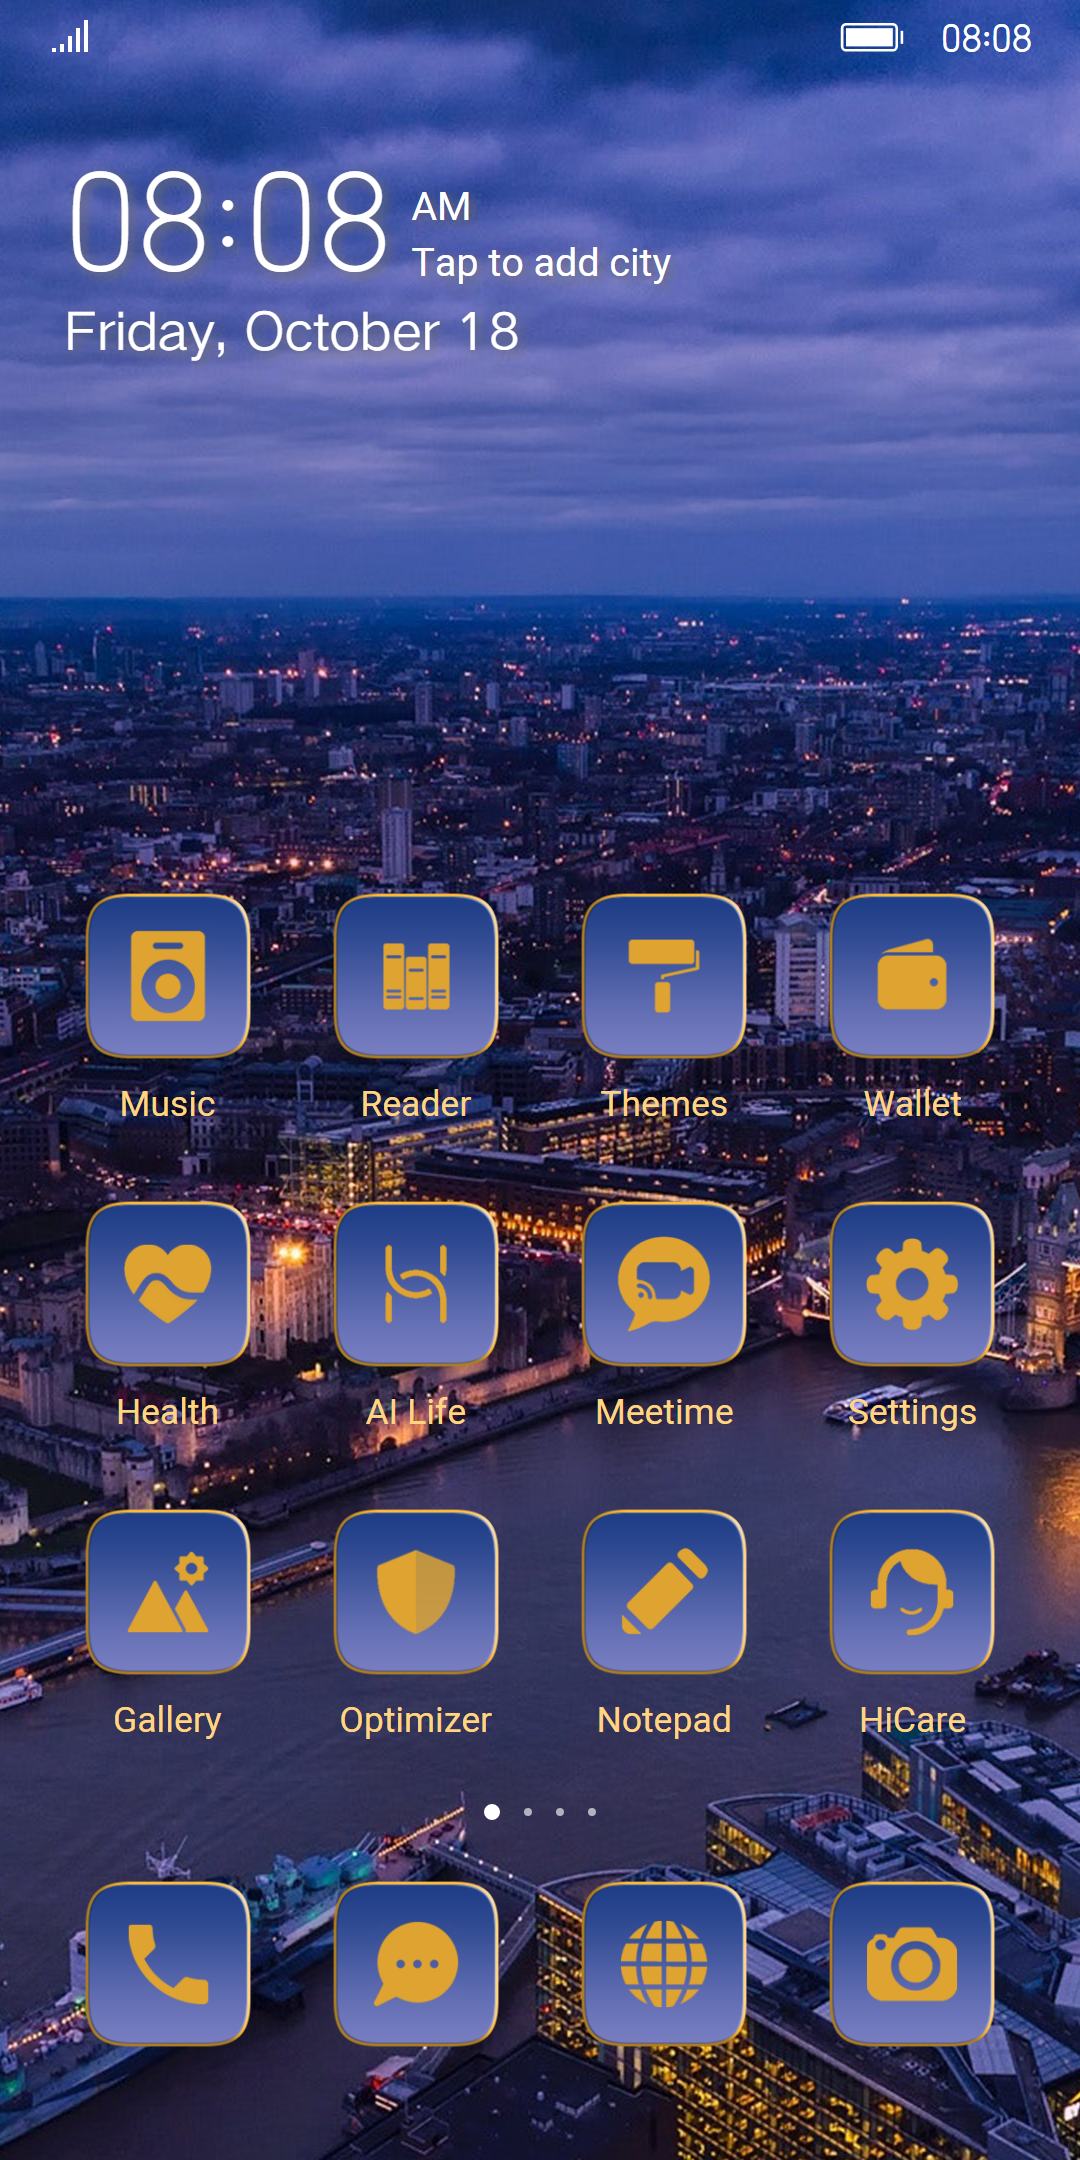 08:08
08:08 AM
Tap to add city
Friday, October 18
Music Reader Themes Wallet
Health AI Life Meetime Settings
Gallery Optimizer Notepad HiCare